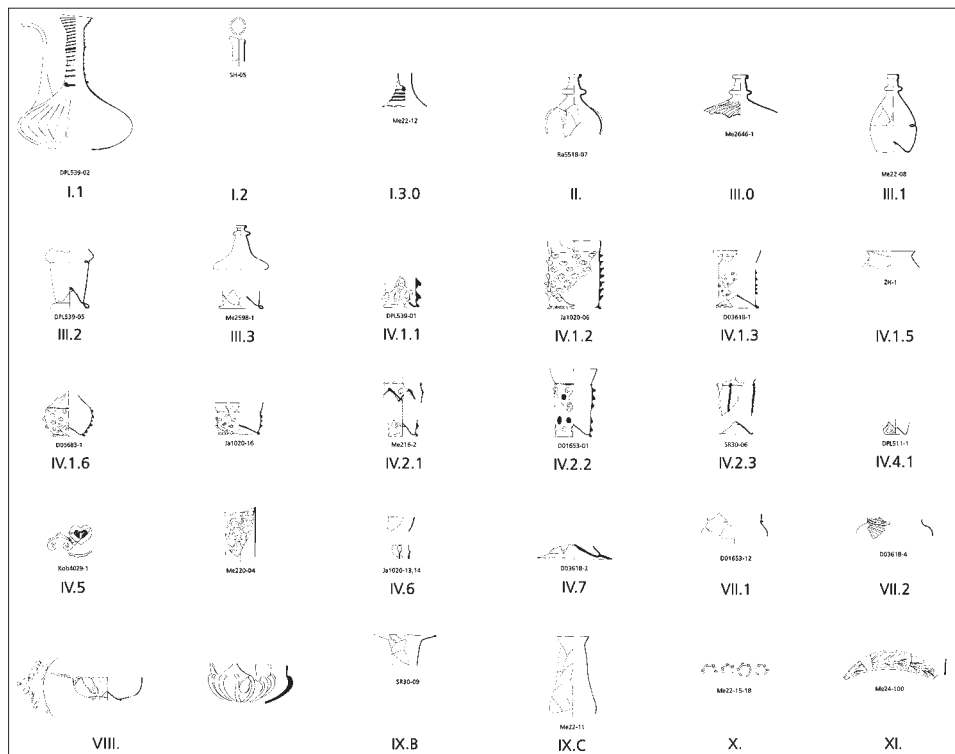 SH-05
Me22-12
Ra5518-07
Me2646-1
Me22-08
DPL539-02
I.1 I.2 I.3.0 II. III.0 III.1
DPL539-05 Me2598-1 DPL539-01 Ja1020-06 D03618-1 ZH-1
III.2 III.3 IV.1.1 IV.1.2 IV.1.3 IV.1.5
D05683-1 Ja1020-16 Me216-2 D01653-01 SR30-06 DPL511-1
IV.1.6 IV.2.1 IV.2.2 IV.2.3 IV.4.1
Kob4029-1 Me220-04 Ja1020-13,14 D03618-2 D01653-12 D03618-4
IV.5 IV.6 IV.7 VII.1 VII.2
SR30-09 Me22-11 Me22-15-18 Me24-100
VIII. IX.B IX.C X. XI.